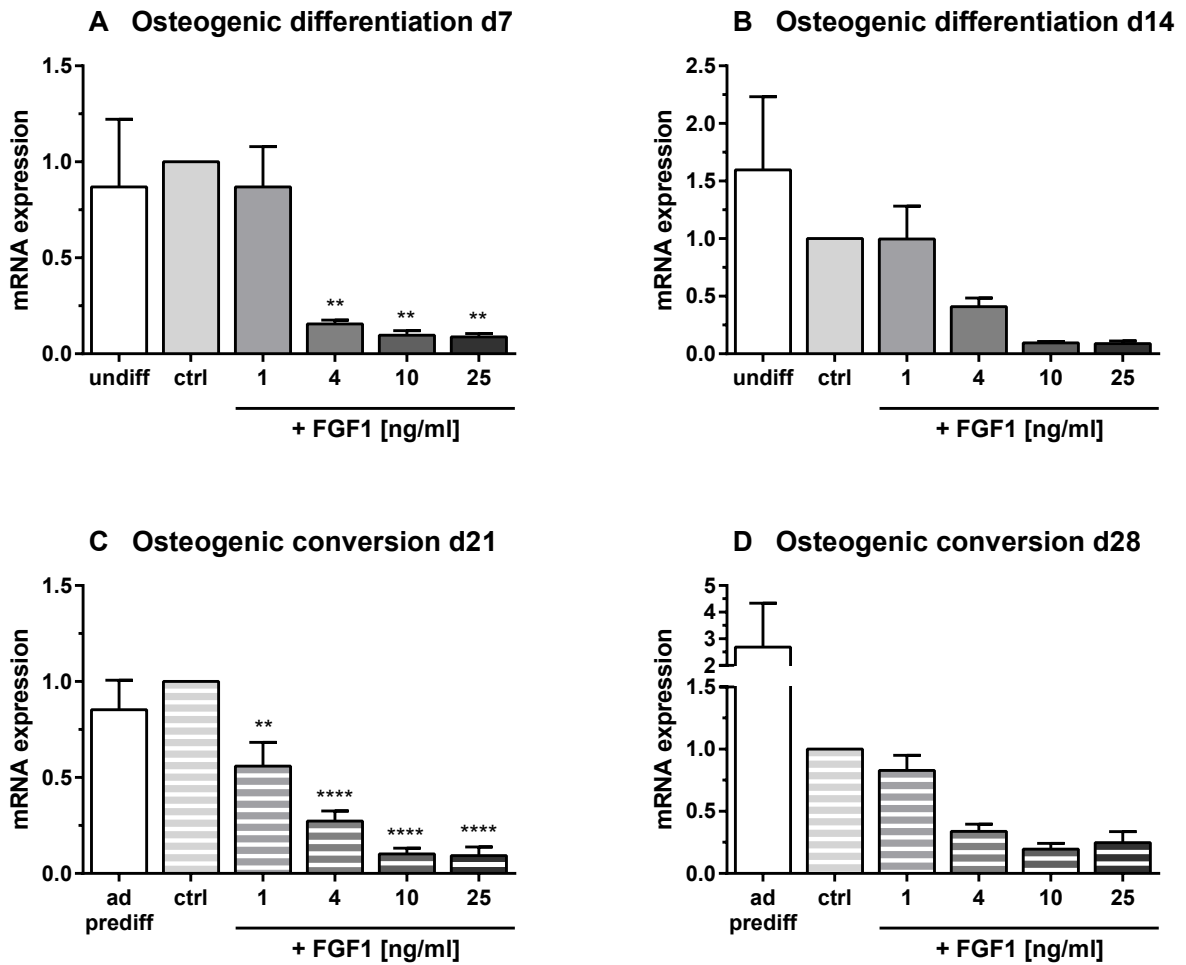 A Osteogenic differentiation d7
mRNA expression
1.5
1.0
0.5
0.0
** ** **
undiff ctrl 1 4 10 25
+ FGF1 [ng/ml]
B Osteogenic differentiation d14
mRNA expression
2.5
2.0
1.5
1.0
0.5
0.0
undiff ctrl 1 4 10 25
+ FGF1 [ng/ml]
C Osteogenic conversion d21
mRNA expression
1.5
1.0
0.5
0.0
** **** **** ****
ad ctrl 1 4 10 25
prediff
+ FGF1 [ng/ml]
D Osteogenic conversion d28
mRNA expression
5
4
3
2
1.5
1.0
0.5
0.0
ad ctrl 1 4 10 25
prediff
+ FGF1 [ng/ml]